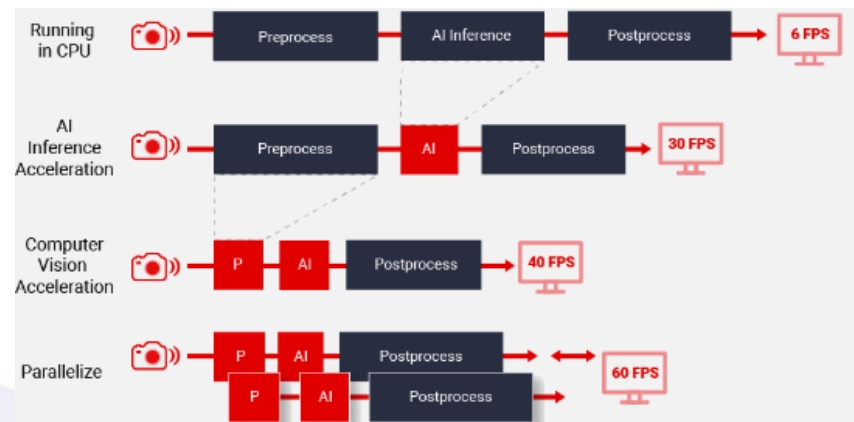 Running
in CPU
Preprocess
AI Inference
Postprocess
6 FPS
AI
Inference
Acceleration
Preprocess
AI
Postprocess
30 FPS
Computer
Vision
Acceleration
P
AI
Postprocess
40 FPS
Parallelize
P
AI
Postprocess
60 FPS
P
AI
Postprocess